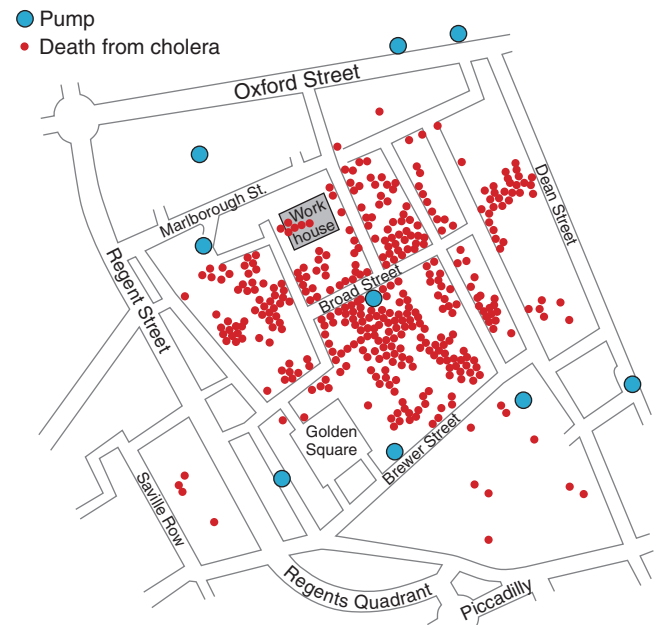 Pump
Death from cholera
Oxford Street
Marlborough St.
Work
house
Dean Street
Regent Street
Broad Street
Golden
Square
Brewer Street
Saville Row
Regents Quadrant
Piccadilly